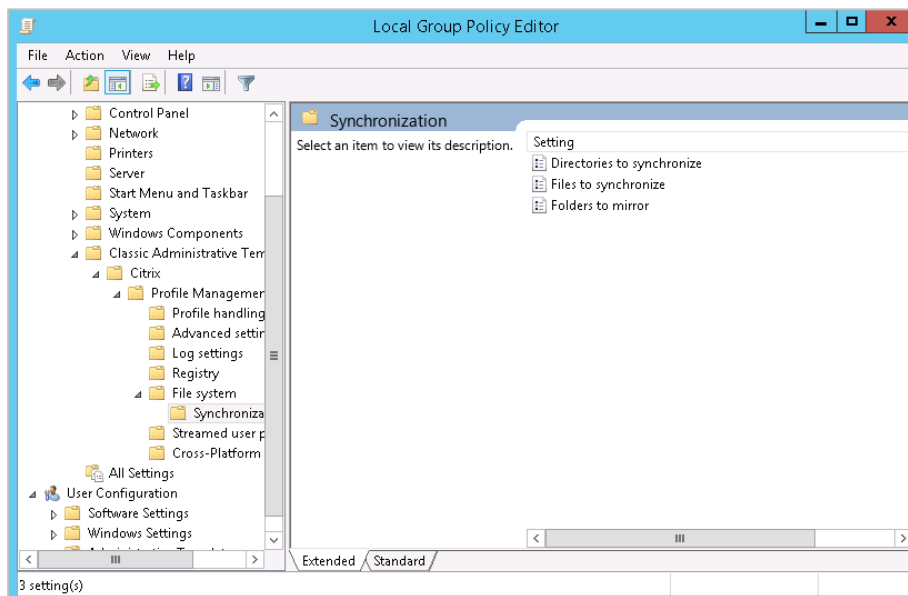 Local Group Policy Editor
File Action View Help
Control Panel
Network
Printers
Server
Start Menu and Taskbar
System
Windows Components
Classic Administrative Tem
Citrix
Profile Managemer
Profile handling
Advanced settir
Log settings
Registry
File system
Synchroniza
Streamed user p
Cross-Platform
All Settings
User Configuration
Software Settings
Windows Settings
Synchronization
Select an item to view its description.
Setting
Directories to synchronize
Files to synchronize
Folders to mirror
Extended Standard
3 setting(s)